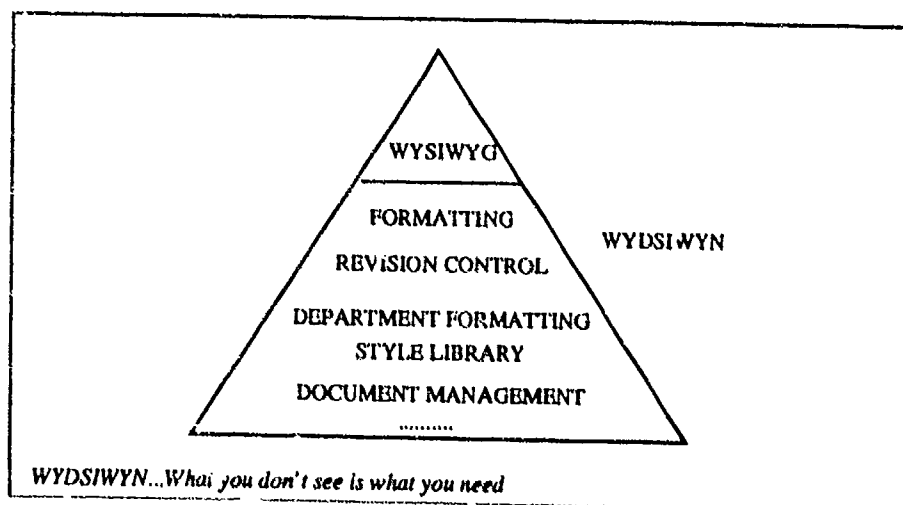 WYSIWYG
FORMATTING
WYDSIWYN
REVISION CONTROL
DEPARTMENT FORMATTING
STYLE LIBRARY
DOCUMENT MANAGEMENT
..........
WYDSIWYN...What you don't see is what you need